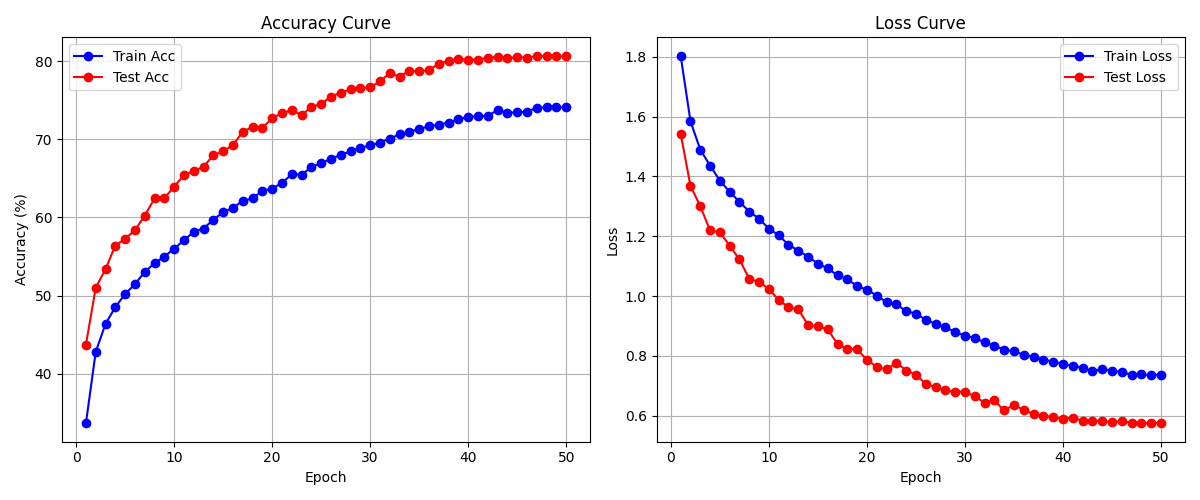 Accuracy Curve
Train Acc
Test Acc
80
70
60
50
40
Accuracy (%)
0 10 20 30 40 50
Epoch
Loss Curve
Train Loss
Test Loss
1.8
1.6
1.4
1.2
1.0
0.8
0.6
Loss
0 10 20 30 40 50
Epoch